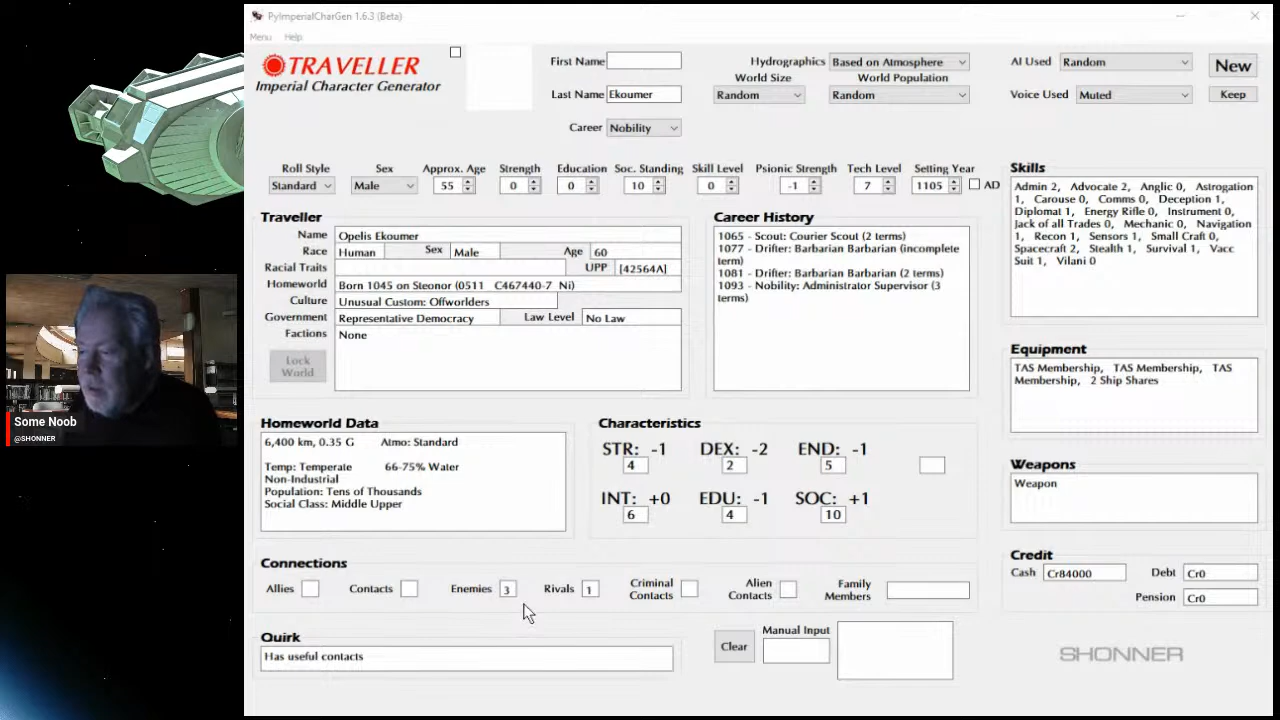 PyImperialCharGen 1.6.3 (Beta)
Menu Help
TRAVELLER
Imperial Character Generator
First Name
Last Name Ekoumer
Career Nobility
Hydrographics Based on Atmosphere
World Size World Population
Random Random
AI Used Random
Voice Used Muted
New
Keep
Roll Style Sex Approx. Age Strength Education Soc. Standing Skill Level Psionic Strength Tech Level Setting Year
Standard Male 55 0 0 10 0 -1 7 1105 AD
Traveller
Name Opelis Ekoumer
Race Human Sex Male Age 60
Racial Traits UPP [42564A]
Homeworld Born 1045 on Steonor (0511 C467440-7 Ni)
Culture Unusual Custom: Offworlders
Government Representative Democracy Law Level No Law
Factions None
Lock
World
Career History
1065 - Scout: Courier Scout (2 terms)
1077 - Drifter: Barbarian Barbarian (incomplete
term)
1081 - Drifter: Barbarian Barbarian (2 terms)
1093 - Nobility: Administrator Supervisor (3
terms)
Skills
Admin 2, Advocate 2, Anglic 0, Astrogation
1, Carouse 0, Comms 0, Deception 1,
Diplomat 1, Energy Rifle 0, Instrument 0,
Jack of all Trades 0, Mechanic 0, Navigation
1, Recon 1, Sensors 1, Small Craft 0,
Spacecraft 2, Stealth 1, Survival 1, Vacc
Suit 1, Vilani 0
Equipment
TAS Membership, TAS Membership, TAS
Membership, 2 Ship Shares
Homeworld Data
6,400 km, 0.35 G Atmo: Standard
Temp: Temperate 66-75% Water
Non-Industrial
Population: Tens of Thousands
Social Class: Middle Upper
Characteristics
STR: -1 DEX: -2 END: -1
4 2 5
INT: +0 EDU: -1 SOC: +1
6 4 10
Weapons
Weapon
Credit
Cash Cr84000 Debt Cr0
Pension Cr0
Connections
Allies Contacts Enemies 3 Rivals 1 Criminal Contacts Alien Contacts Family Members
Quirk
Has useful contacts
Clear
Manual Input
SHONNER
Some Noob
@SHONNER